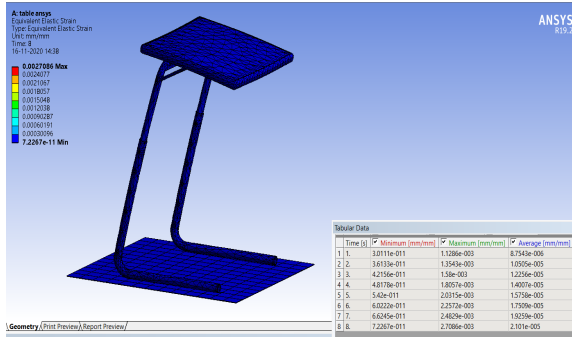 A: table ansys
Equivalent Elastic Strain
Type: Equivalent Elastic Strain
Unit: mm/mm
Time: 8
16-11-2020 14:38
0.0027086 Max
0.0024077
0.0021067
0.0018057
0.0015048
0.0012038
0.00090287
0.00060191
0.00030096
7.2267e-11 Min
ANSYS
R19.2
Tabular Data
Time [s] Minimum [mm/mm] Maximum [mm/mm] Average [mm/mm]
1 1. 3.0111e-011 1.1286e-003 8.7543e-006
2 2. 3.6133e-011 1.3543e-003 1.0505e-005
3 3. 4.2156e-011 1.58e-003 1.2256e-005
4 4. 4.8178e-011 1.8057e-003 1.4007e-005
5 5. 5.42e-011 2.0315e-003 1.5758e-005
6 6. 6.0222e-011 2.2572e-003 1.7509e-005
7 7. 6.6245e-011 2.4829e-003 1.9259e-005
8 8. 7.2267e-011 2.7086e-003 2.101e-005
Geometry Print Preview Report Preview